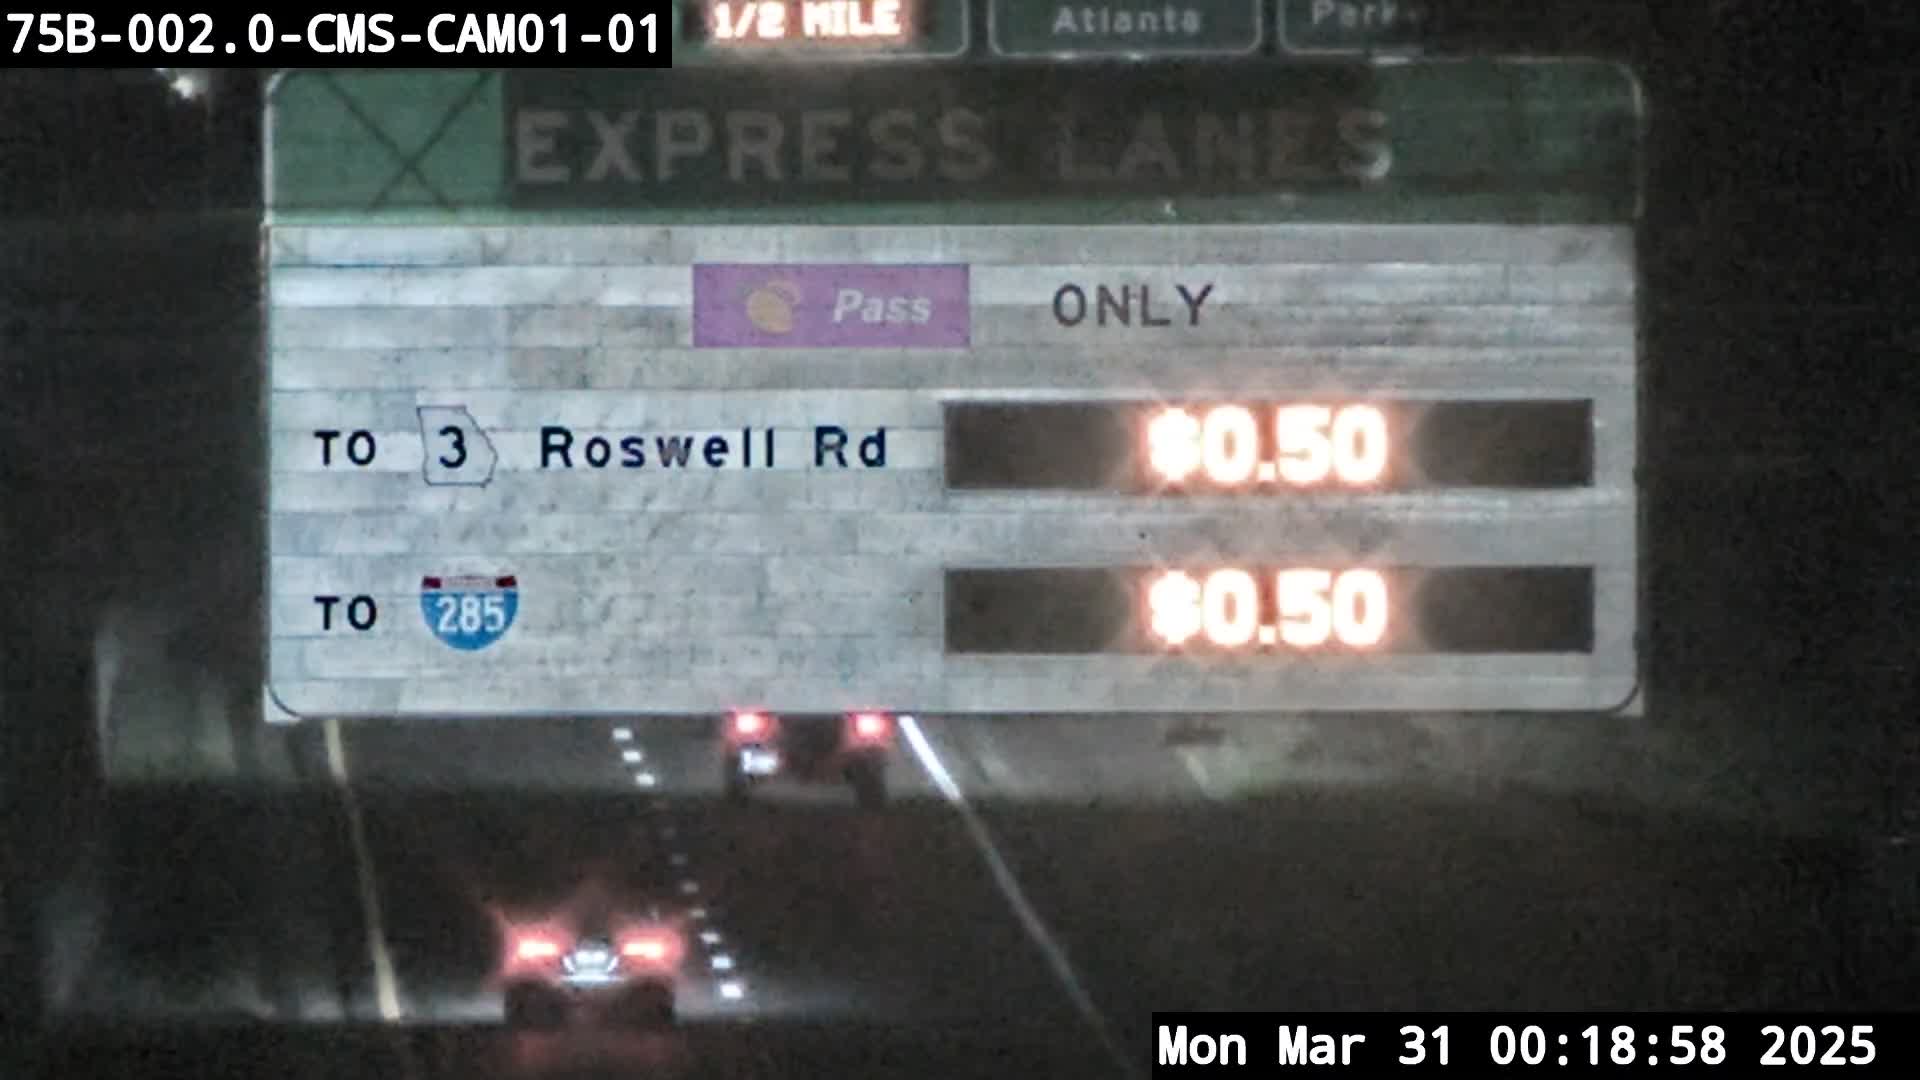 75B-002.0-CMS-CAM01-01
1/2 MILE
Atlanta
Park
EXPRESS LANES
Pass ONLY
TO 3 Roswell Rd $0.50
TO 285 $0.50
Mon Mar 31 00:18:58 2025